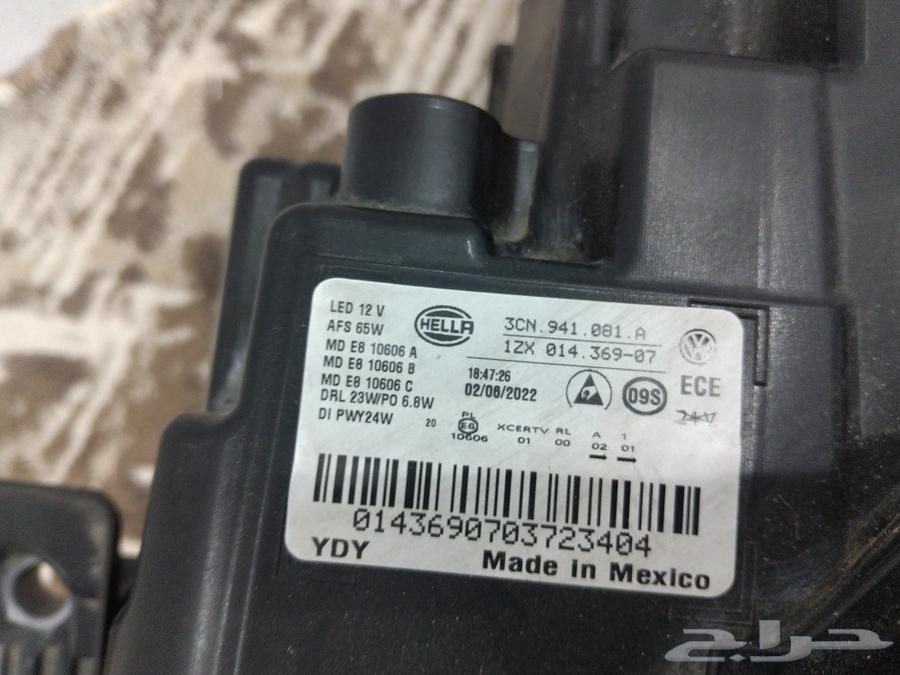 LED 12 V
AFS 65W
MD E8 10606 A
MD E8 10606 B
MD E8 10606 C
DRL 23W/PO 6.8W
DI PWY24W
HELLA
3CN.941.081.A
1ZX 014.369-07
18:47:26
02/06/2022
09S
ECE
24V
20
PL
E8
10606
XCERTV RL
01 00
A 1
02 01
0143690703723404
YDY
Made in Mexico
حراج